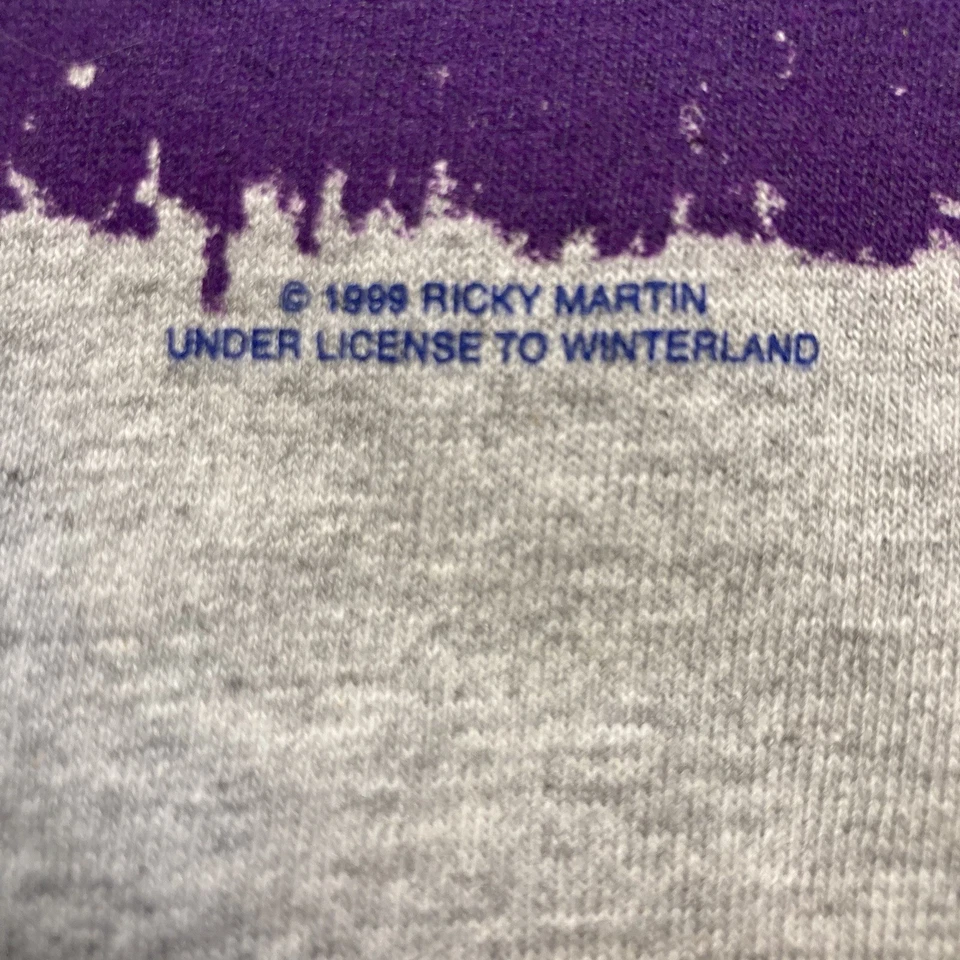 © 1999 RICKY MARTIN
UNDER LICENSE TO WINTERLAND